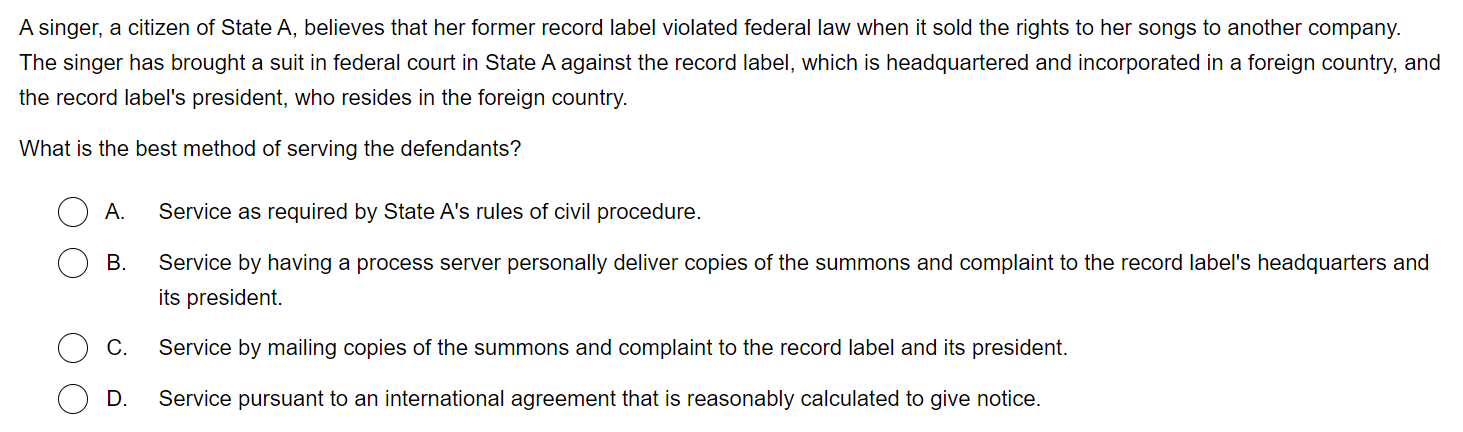 A singer, a citizen of State A, believes that her former record label violated federal law when it sold the rights to her songs to another company.
The singer has brought a suit in federal court in State A against the record label, which is headquartered and incorporated in a foreign country, and
the record label's president, who resides in the foreign country.
What is the best method of serving the defendants?
A. Service as required by State A's rules of civil procedure.
B. Service by having a process server personally deliver copies of the summons and complaint to the record label's headquarters and
its president.
C. Service by mailing copies of the summons and complaint to the record label and its president.
D. Service pursuant to an international agreement that is reasonably calculated to give notice.